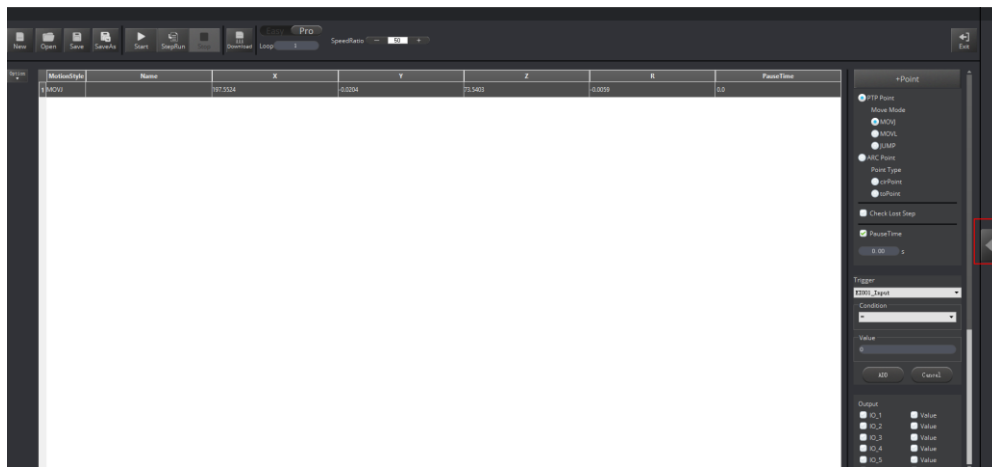 Pro
New Open Save SaveAs Start StepRun Download Loop 1 SpeedRatio － 50 + Exit
MotionStyle Name X Y Z R PauseTime
1 MOVJ 197.5524 -0.0204 73.5403 -0.0059 0.0
+Point
PTP Point
Move Mode
MOVJ
MOVL
JUMP
ARC Point
Point Type
cirPoint
toPoint
Check Lost Step
PauseTime
0.00 s
Trigger
Condition
=
Value
0
ADD Cancel
Output
IO_1 Value
IO_2 Value
IO_3 Value
IO_4 Value
IO_5 Value